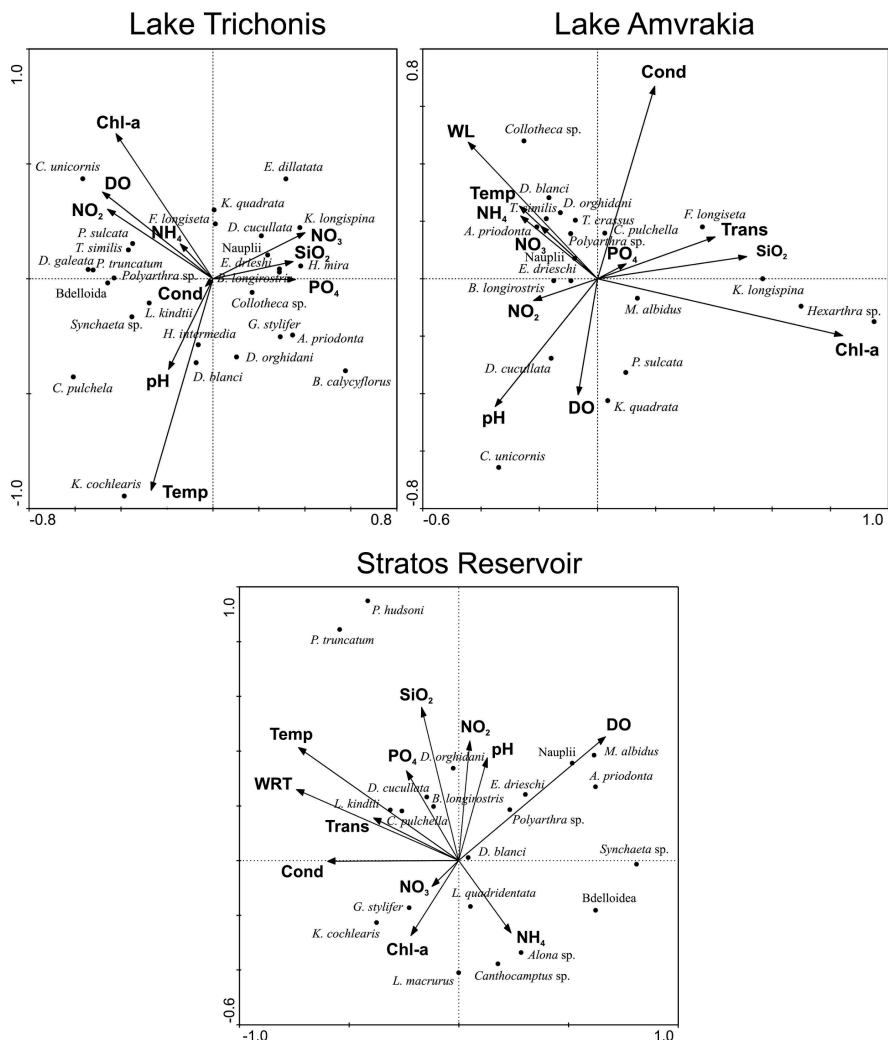 Lake Trichonis
Lake Amvrakia
1.0
Chl-a
C. unicornis
E. dillatata
DO
NO2
K. quadrata
F. longiseta
K. longispina
D. cucullata
P. sulcata
NH4
NO3
T. similis
Nauplii
SiO2
D. galeata
P. truncatum
E. drieshi
H. mira
Polyarthra sp.
B. longirostris
PO4
Bdelloida
Cond
Collotheca sp.
L. kindtii
Synchaeta sp.
G. stylifer
H. intermedia
A. priodonta
D. orghidani
pH
D. blanci
C. pulchela
B. calycyflorus
K. cochlearis
Temp
-1.0
-0.8
0.8
0.8
Cond
WL
Collotheca sp.
Temp
D. blanci
D. orghidani
T. similis
NH4
T. crassus
F. longiseta
A. priodonta
C. pulchella
Trans
NO3
Polyarthra sp.
PO4
SiO2
Nauplii
E. drieschi
B. longirostris
K. longispina
NO2
M. albidus
Hexarthra sp.
Chl-a
D. cucullata
P. sulcata
pH
DO
K. quadrata
C. unicornis
-0.8
-0.6
1.0
Stratos Reservoir
1.0
P. hudsoni
P. truncatum
SiO2
NO2
DO
Temp
pH
PO4
D. orghidani
Nauplii
M. albidus
WRT
A. priodonta
D. cucullata
E. drieschi
L. kindtii
B. longirostris
C. pulchella
Polyarthra sp.
Trans
D. blanci
Synchaeta sp.
Cond
NO3
L. quadridentata
Bdelloidea
G. stylifer
K. cochlearis
Chl-a
NH4
Alona sp.
L. macrurus
Canthocamptus sp.
-0.6
-1.0
1.0